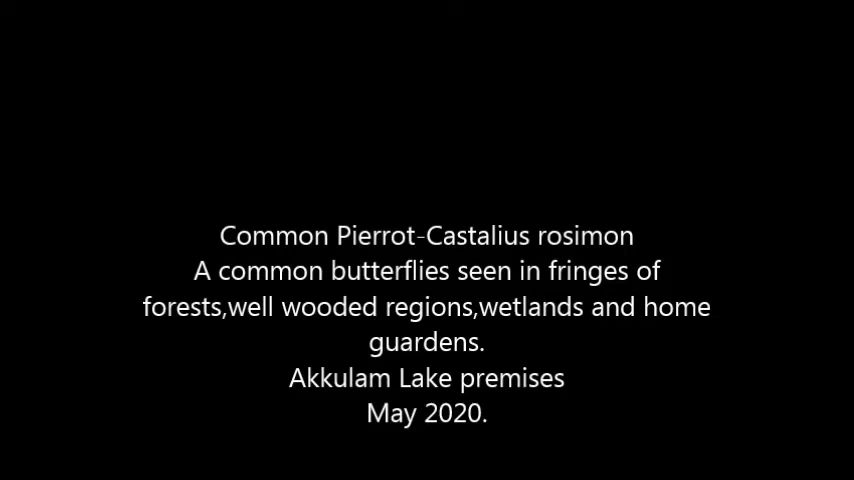 Common Pierrot-Castalius rosimon
A common butterflies seen in fringes of
forests,well wooded regions,wetlands and home
guardens.
Akkulam Lake premises
May 2020.